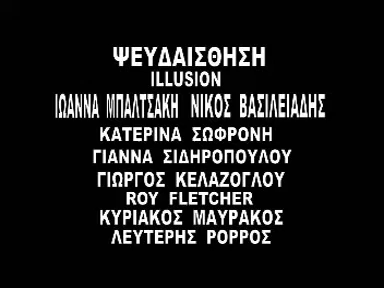 ΨΕΥΔΑΙΣΘΗΣΗ
ILLUSION
ΙΩΑΝΝΑ ΜΠΑΛΤΣΑΚΗ ΝΙΚΟΣ ΒΑΣΙΛΕΙΑΔΗΣ
ΚΑΤΕΡΙΝΑ ΣΩΦΡΟΝΗ
ΓΙΑΝΝΑ ΣΙΔΗΡΟΠΟΥΛΟΥ
ΓΙΩΡΓΟΣ ΚΕΛΑΖΟΓΛΟΥ
ROY FLETCHER
ΚΥΡΙΑΚΟΣ ΜΑΥΡΑΚΟΣ
ΛΕΥΤΕΡΗΣ ΡΟΡΡΟΣ